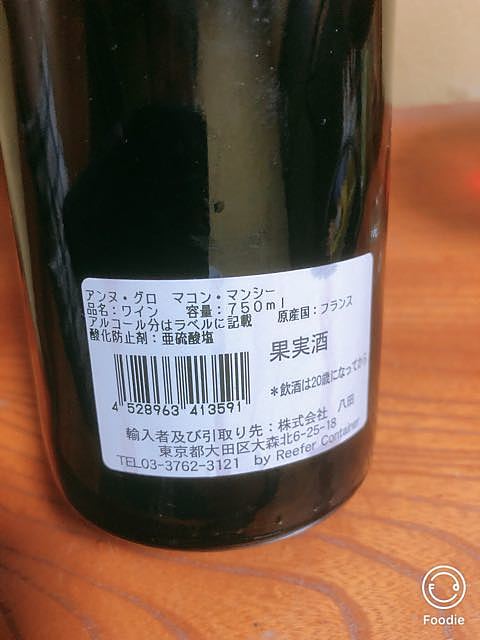 アンヌ・グロ マコン・マンシー
品名：ワイン 容量：750ml
原産国：フランス
アルコール分はラベルに記載
酸化防止剤：亜硫酸塩
果実酒
＊飲酒は20歳になってから
4 528963 413591
輸入者及び引取り先：株式会社 八田
東京都大田区大森北6-25-18
TEL03-3762-3121 by Reefer Container
Foodie